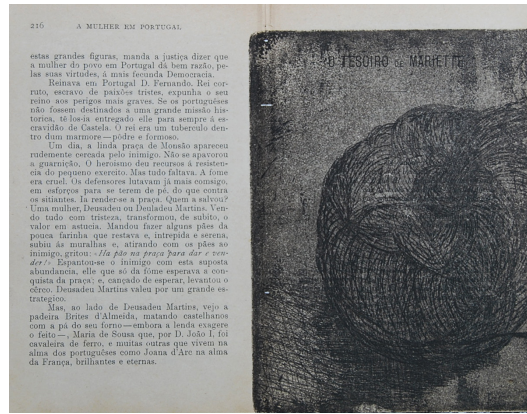 216 A MULHER EM PORTUGAL
estas grandes figuras, manda a justiça dizer que
a mulher do povo em Portugal dá bem razão, pe-
las suas virtudes, á mais fecunda Democracia.
Reinava em Portugal D. Fernando. Rei cor-
ruto, escravo de paixões tristes, expunha o seu
reino aos perigos mais graves. Se os portuguêses
não fossem destinados a uma grande missão his-
torica, tê-los-ia entregado elle para sempre á es-
cravidão de Castela. O rei era um tuberculo den-
tro dum marmore—pôdre e formoso.
Um dia, a linda praça de Monsão apareceu
rudemente cercada pelo inimigo. Não se apavorou
a guarnição. O heroismo deu recursos á resisten-
cia do pequeno exercito. Mas tudo faltava. A fome
era cruel. Os defensores lutavam já mais comsigo,
em esforços para se terem de pé, do que contra
os sitiantes. Ia render-se a praça. Quem a salvou?
Uma mulher, Deusadeu ou Deuladeu Martins. Ven-
do tudo com tristeza, transformou, de subito, o
valor em astucia. Mandou fazer alguns pães da
pouca farinha que restava e, intrepida e serena,
subiu ás muralhas e, atirando com os pães ao
inimigo, gritou: «Ha pão na praça para dar e ven-
der!» Espantou-se o inimigo com esta suposta
abundancia, elle que só da fóme esperava a con-
quista da praça; e, cançado de esperar, levantou o
cêrco. Deusadeu Martins valeu por um grande es-
trategico.
Mas, ao lado de Deusadeu Martins, vejo a
padeira Brites d'Almeida, matando castelhanos
com a pá do seu forno—embora a lenda exagere
o feito—, Maria de Sousa que, por D. João I, foi
cavaleira de ferro, e muitas outras que vivem na
alma dos portuguêses como Joana d'Arc na alma
da França, brilhantes e eternas.
O TESOIRO DE MARIETTE